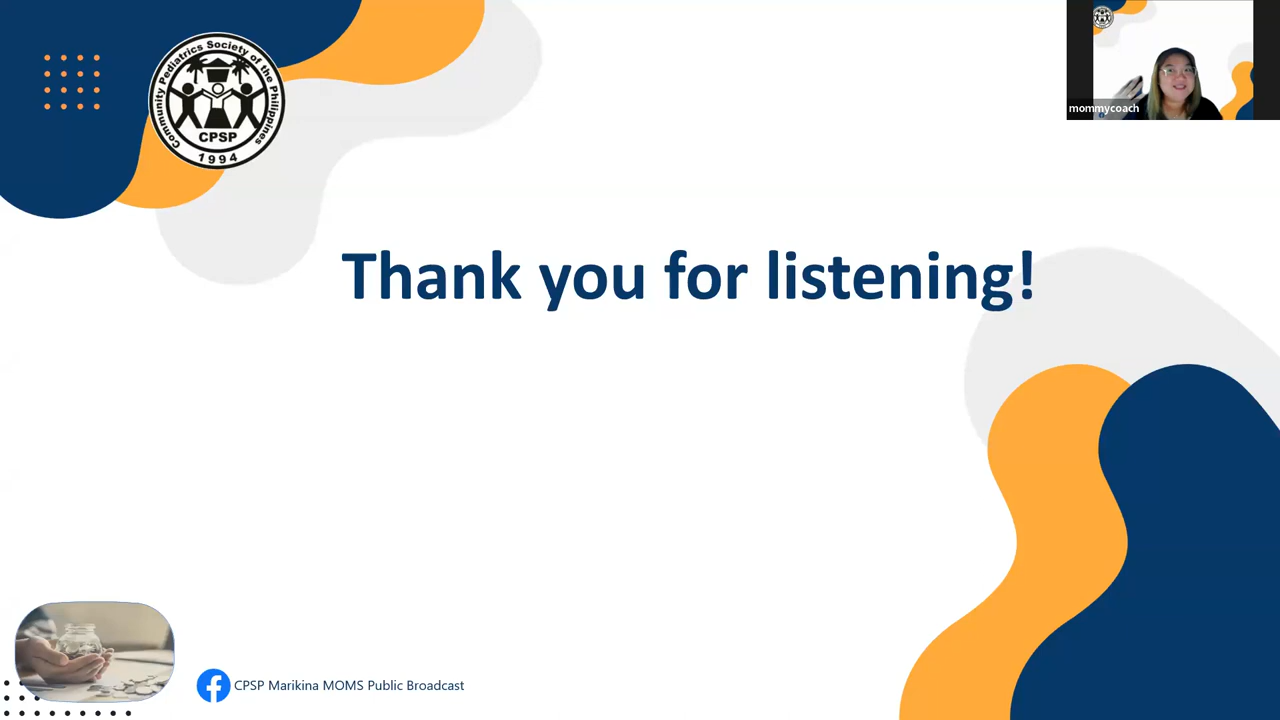 Community Pediatrics Society of the Philippines
CPSP
1994
mommycoach
Thank you for listening!
CPSP Marikina MOMS Public Broadcast